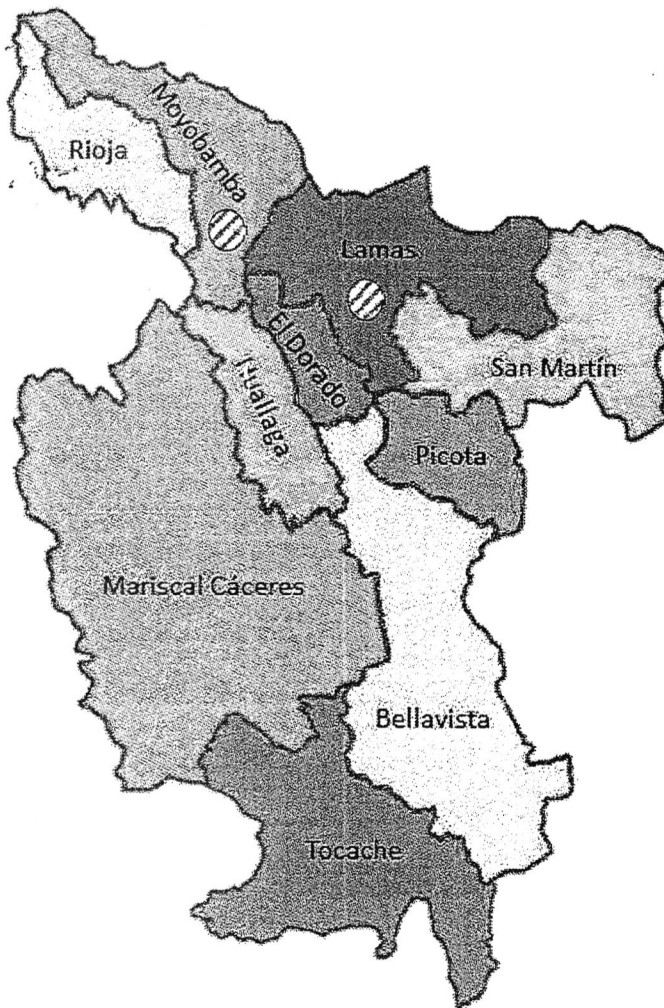 Moyobamba
Rioja
Lamas
El Dorado
San Martín
Huallaga
Picota
Mariscal Cáceres
Bellavista
Tocache